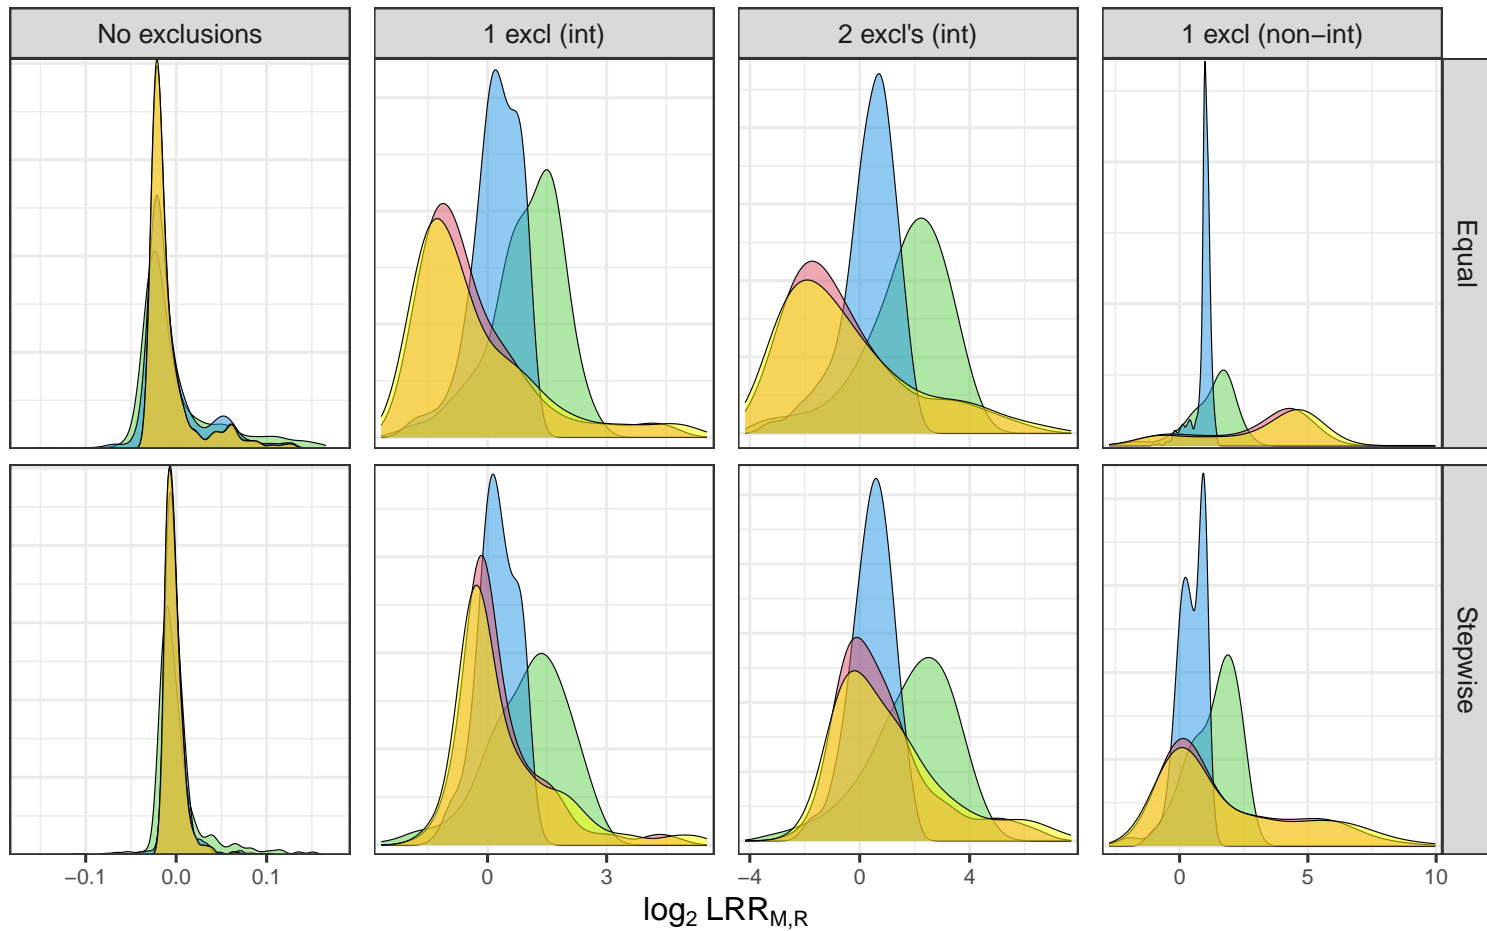 No exclusions 1 excl (int) 2 excl's (int) 1 excl (non−int)
Equal
Stepwise
−0.1 0.0 0.1 0 3 −4 0 4 0 5 10
log₂ LRR_M,R